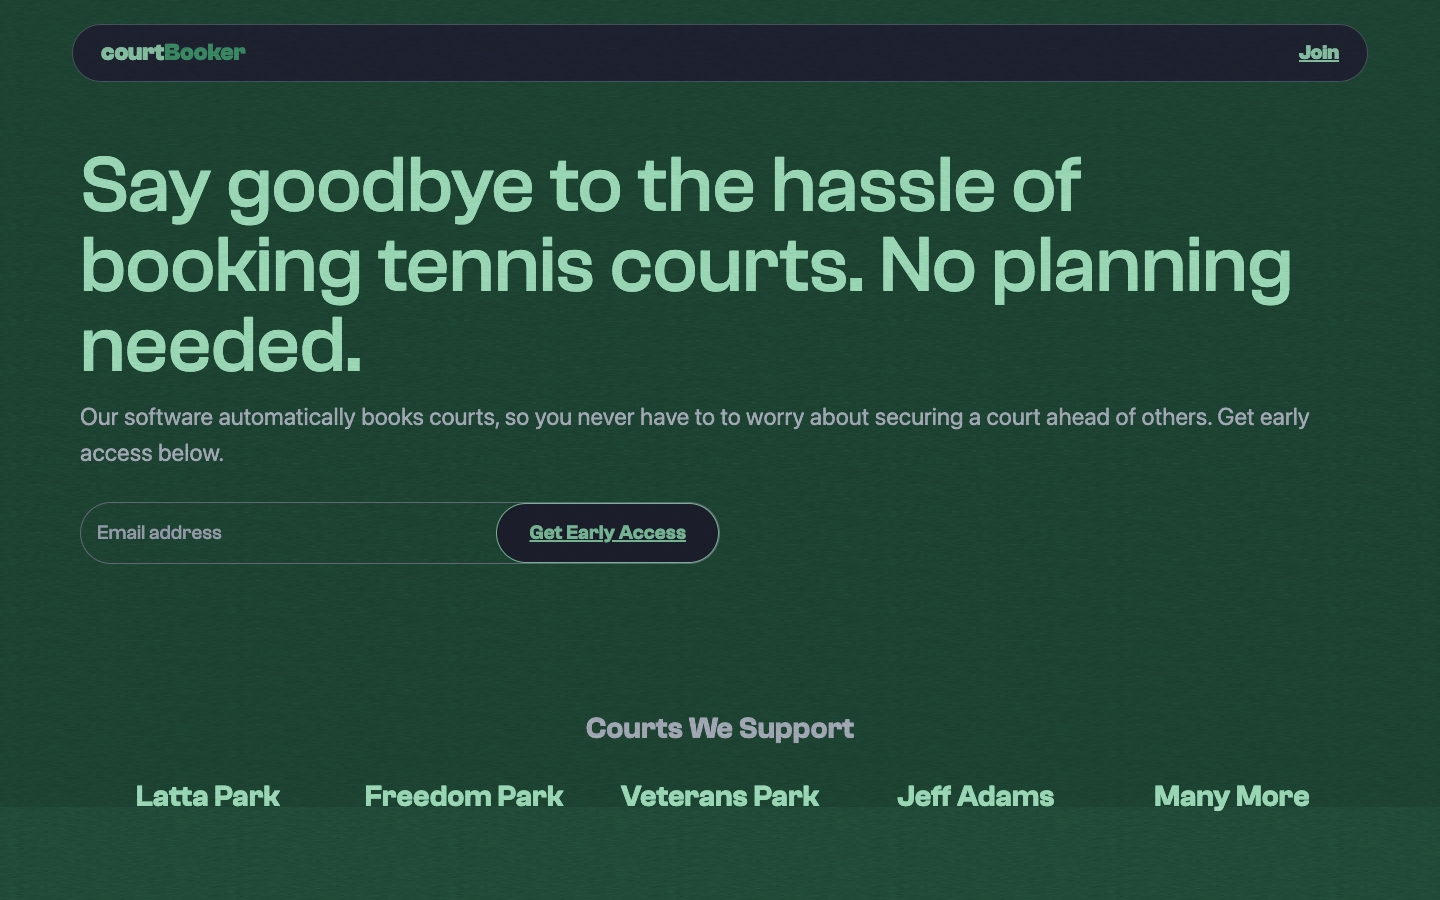 courtBooker
Join
Say goodbye to the hassle of
booking tennis courts. No planning
needed.
Our software automatically books courts, so you never have to to worry about securing a court ahead of others. Get early
access below.
Email address
Get Early Access
Courts We Support
Latta Park
Freedom Park
Veterans Park
Jeff Adams
Many More